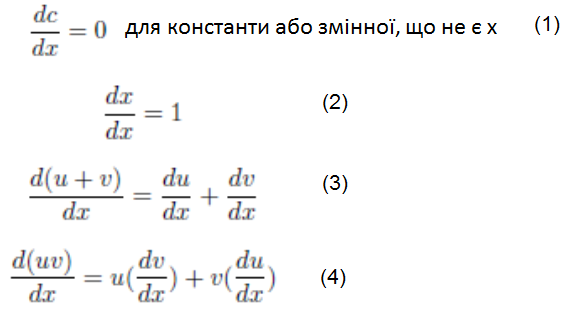 dc/dx = 0 для константи або змінної, що не є x (1)
dx/dx = 1 (2)
d(u + v)/dx = du/dx + dv/dx (3)
d(uv)/dx = u(dv/dx) + v(du/dx) (4)